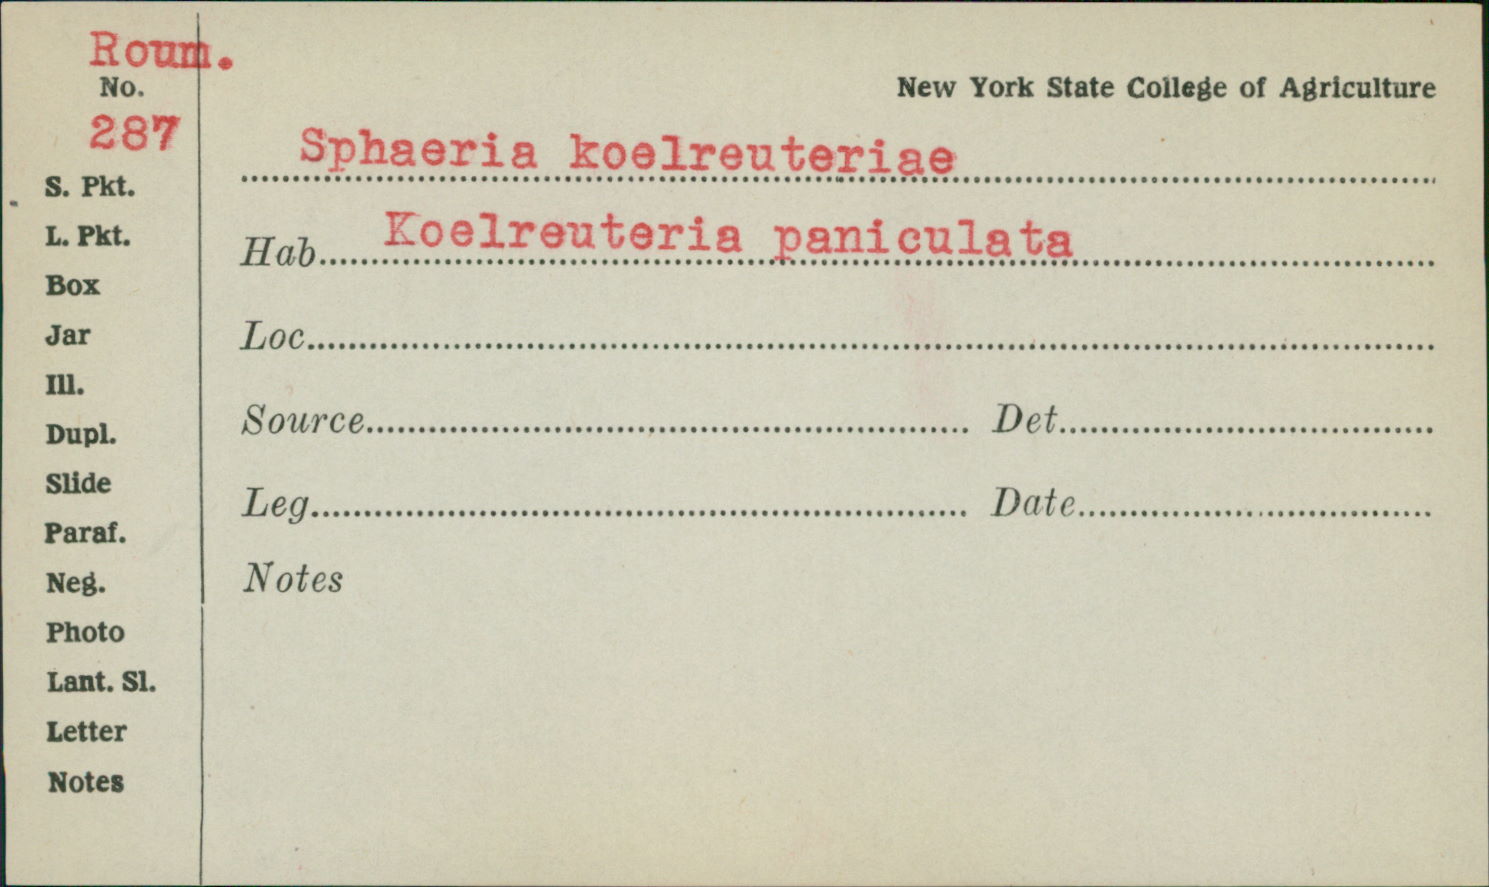 Roum.
No.
287
New York State College of Agriculture
Sphaeria koelreuteriae
Hab. Koelreuteria paniculata
Loc.
Source Det.
Leg. Date
Notes
S. Pkt.
L. Pkt.
Box
Jar
Ill.
Dupl.
Slide
Paraf.
Neg.
Photo
Lant. Sl.
Letter
Notes